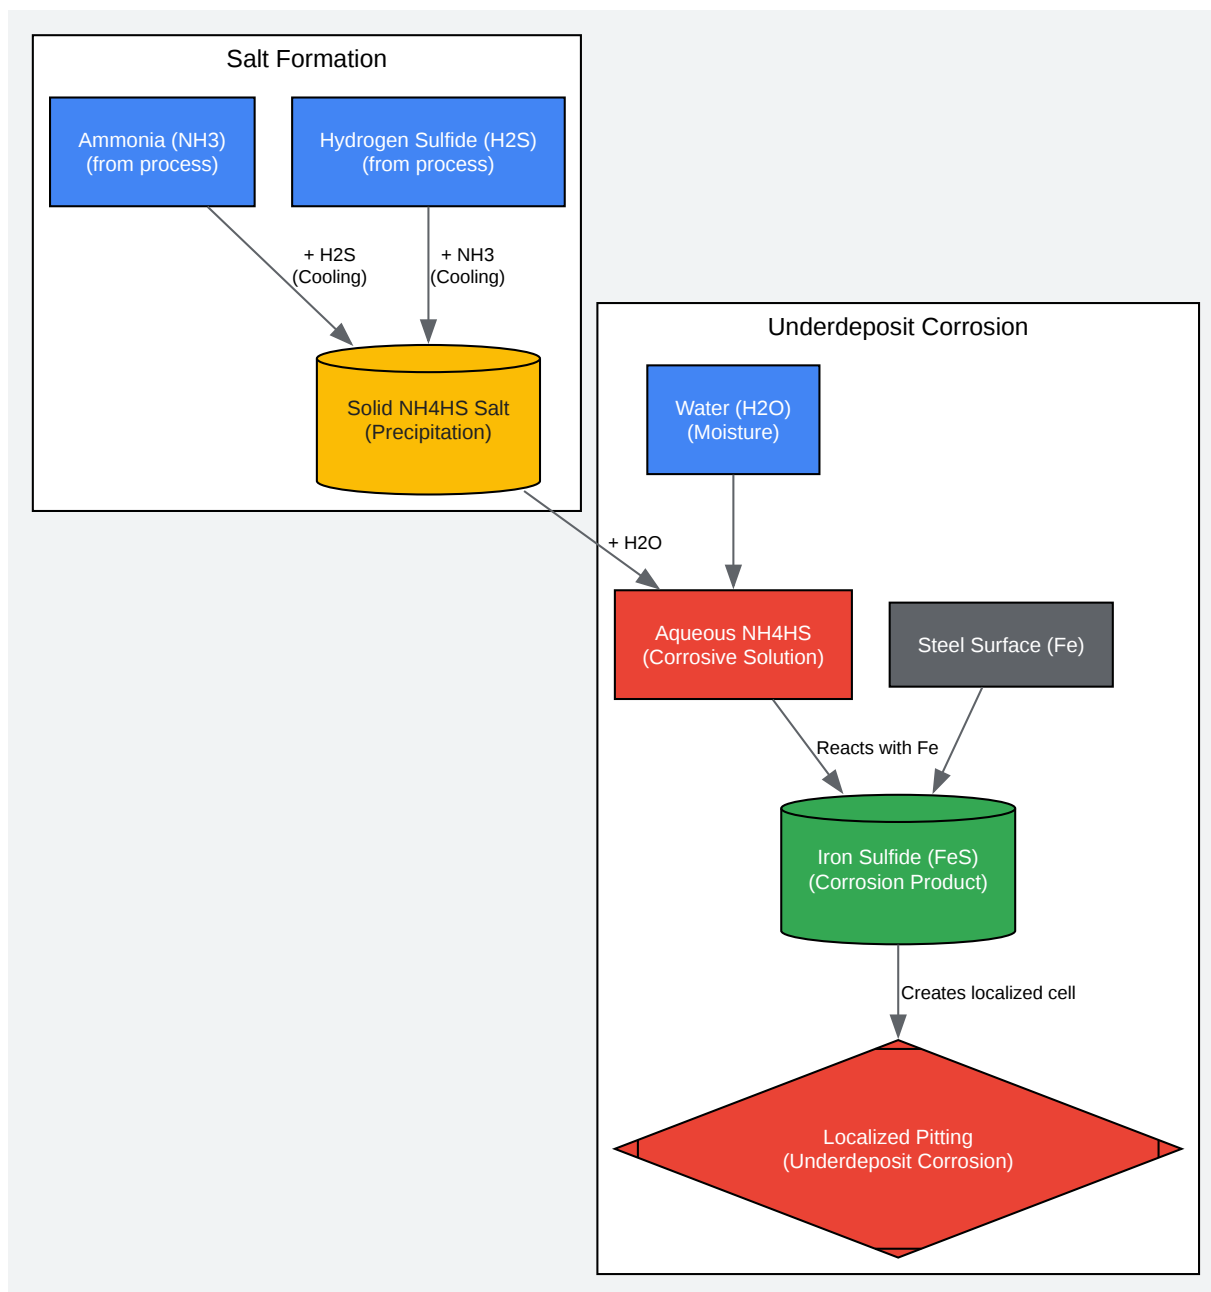 Salt Formation
Ammonia (NH3)
(from process)
Hydrogen Sulfide (H2S)
(from process)
+ H2S
(Cooling)
+ NH3
(Cooling)
Solid NH4HS Salt
(Precipitation)
Underdeposit Corrosion
Water (H2O)
(Moisture)
+ H2O
Aqueous NH4HS
(Corrosive Solution)
Steel Surface (Fe)
Reacts with Fe
Iron Sulfide (FeS)
(Corrosion Product)
Creates localized cell
Localized Pitting
(Underdeposit Corrosion)